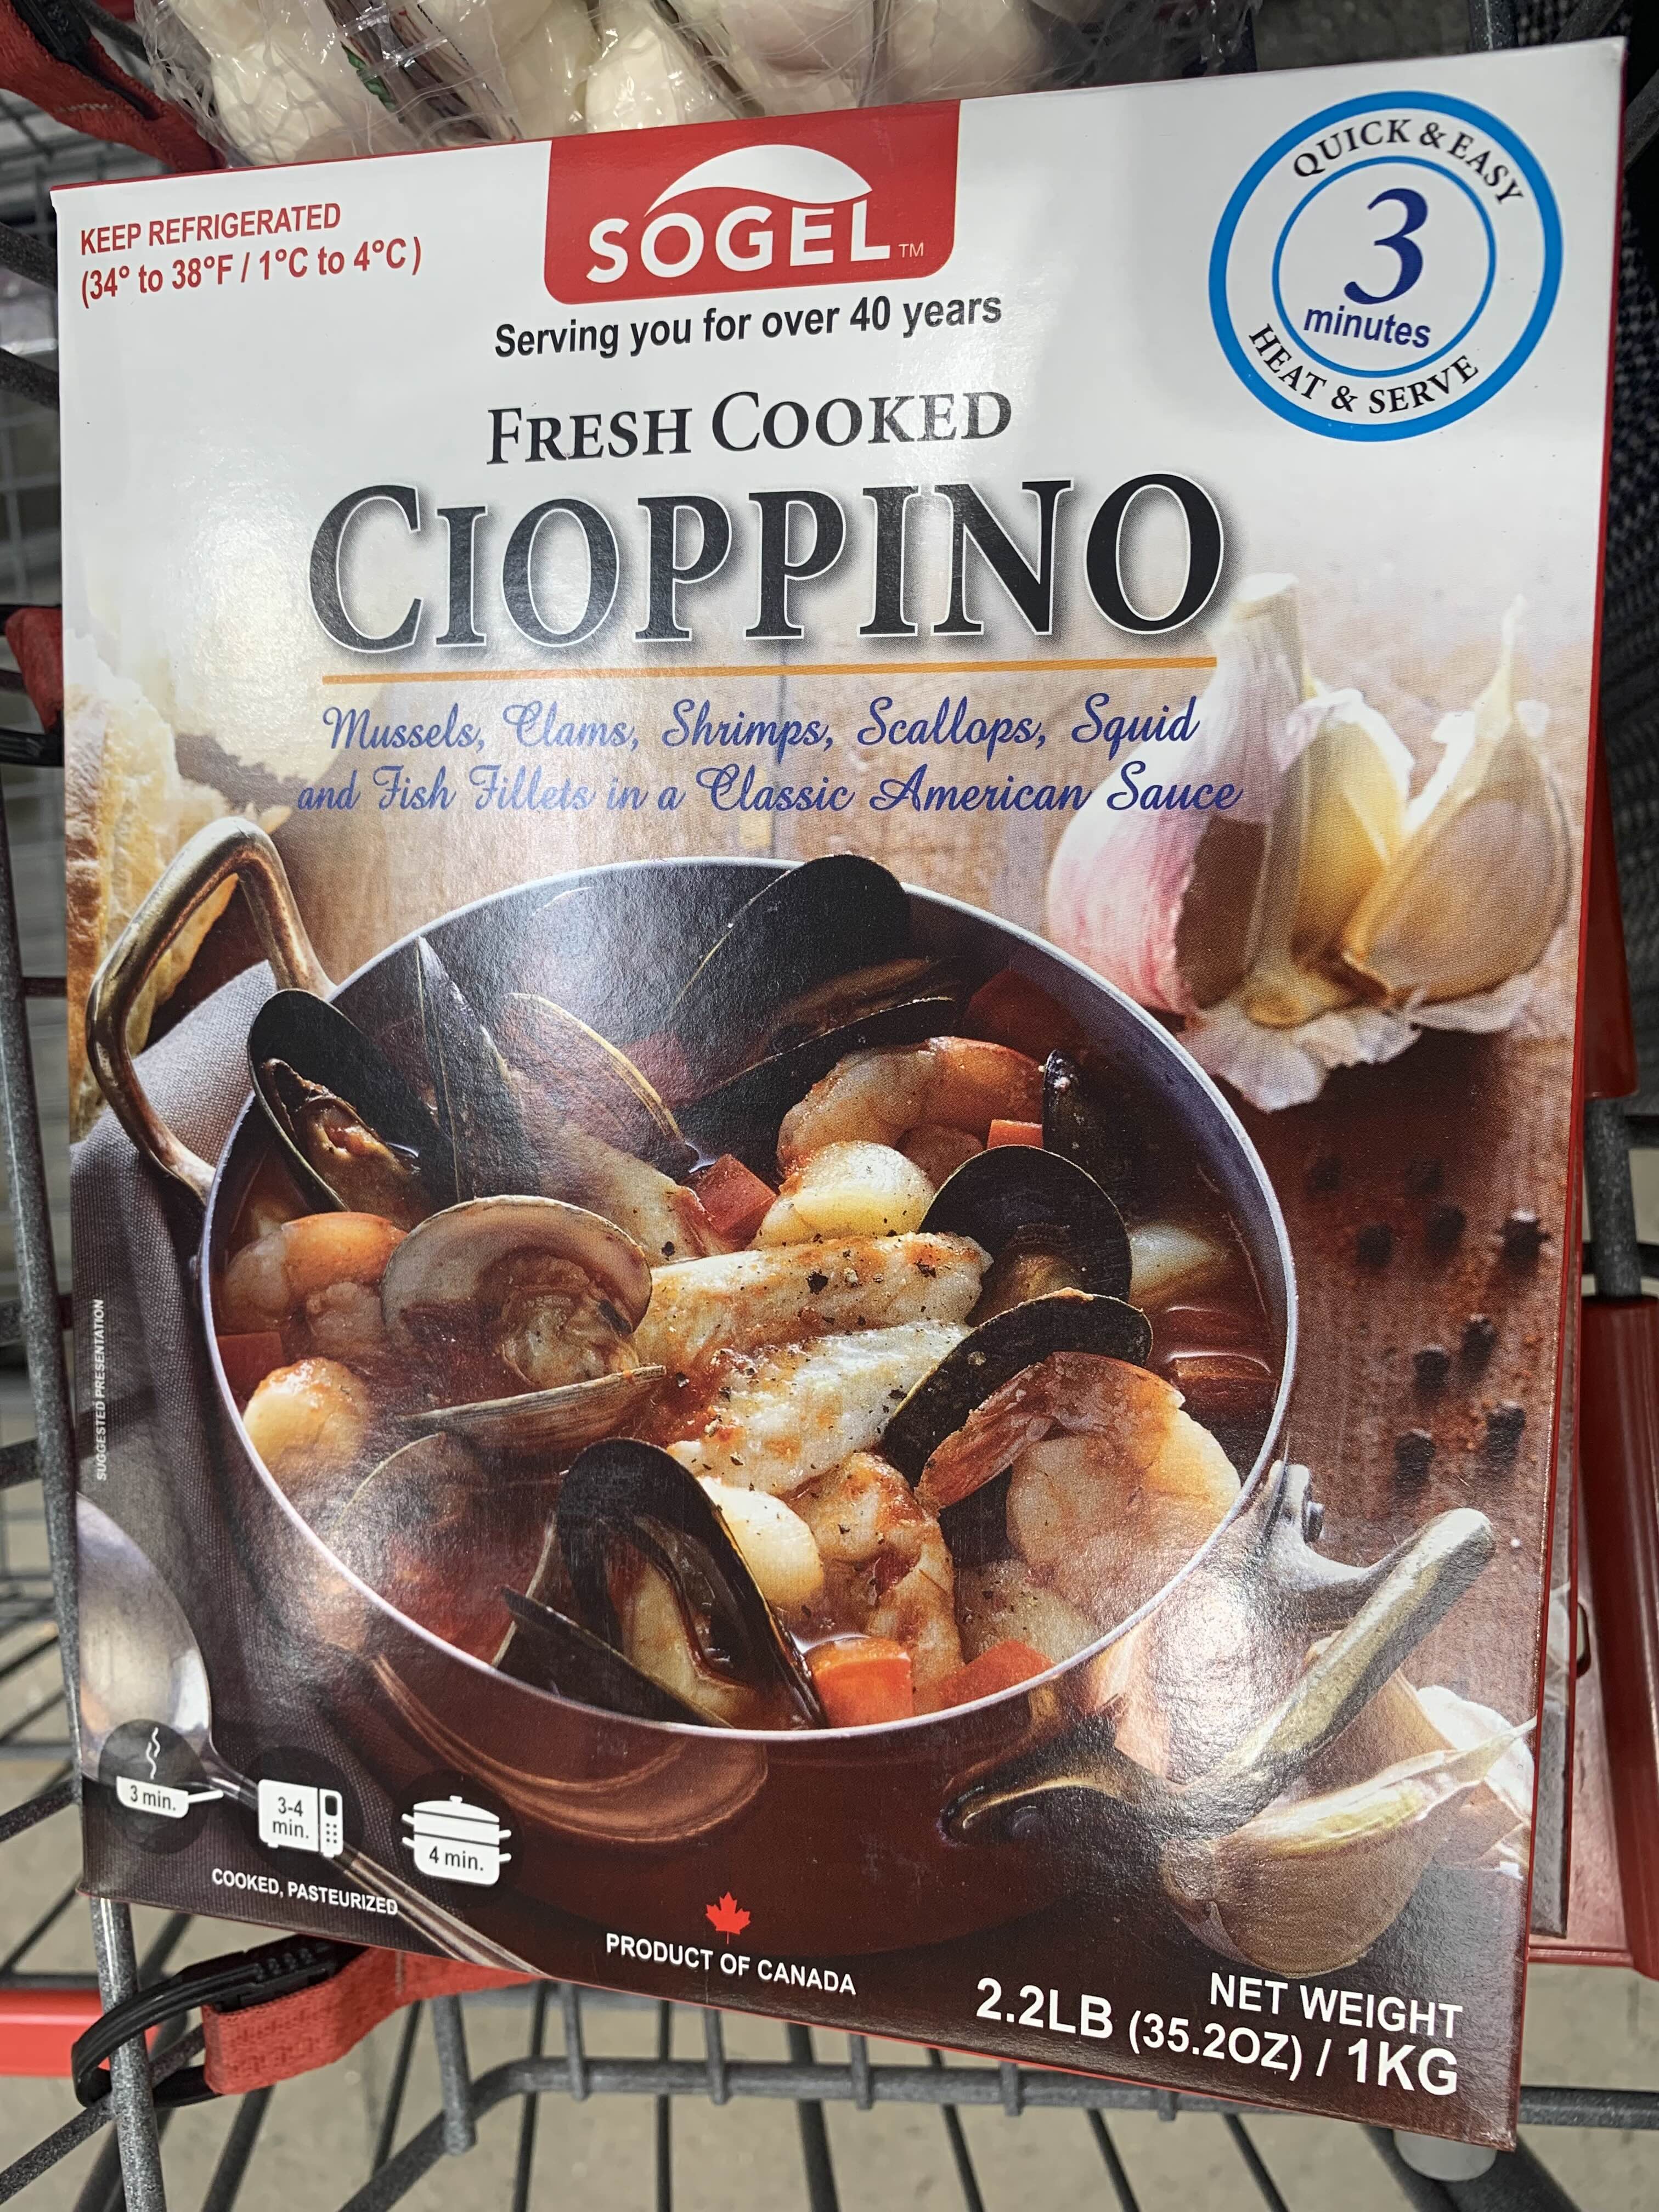 KEEP REFRIGERATED
(34° to 38°F / 1°C to 4°C)
SOGEL™
Serving you for over 40 years
QUICK & EASY
3
minutes
HEAT & SERVE
FRESH COOKED
CIOPPINO
Mussels, Clams, Shrimps, Scallops, Squid
and Fish Fillets in a Classic American Sauce
SUGGESTED PRESENTATION
3 min.
3-4
min.
4 min.
COOKED, PASTEURIZED
PRODUCT OF CANADA
NET WEIGHT
2.2LB (35.2OZ) / 1KG